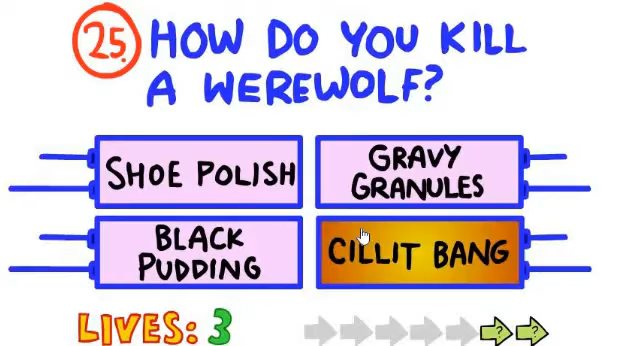 25.
HOW DO YOU KILL
A WEREWOLF?
SHOE POLISH
GRAVY
GRANULES
BLACK
PUDDING
CILLIT BANG
LIVES: 3
? ?